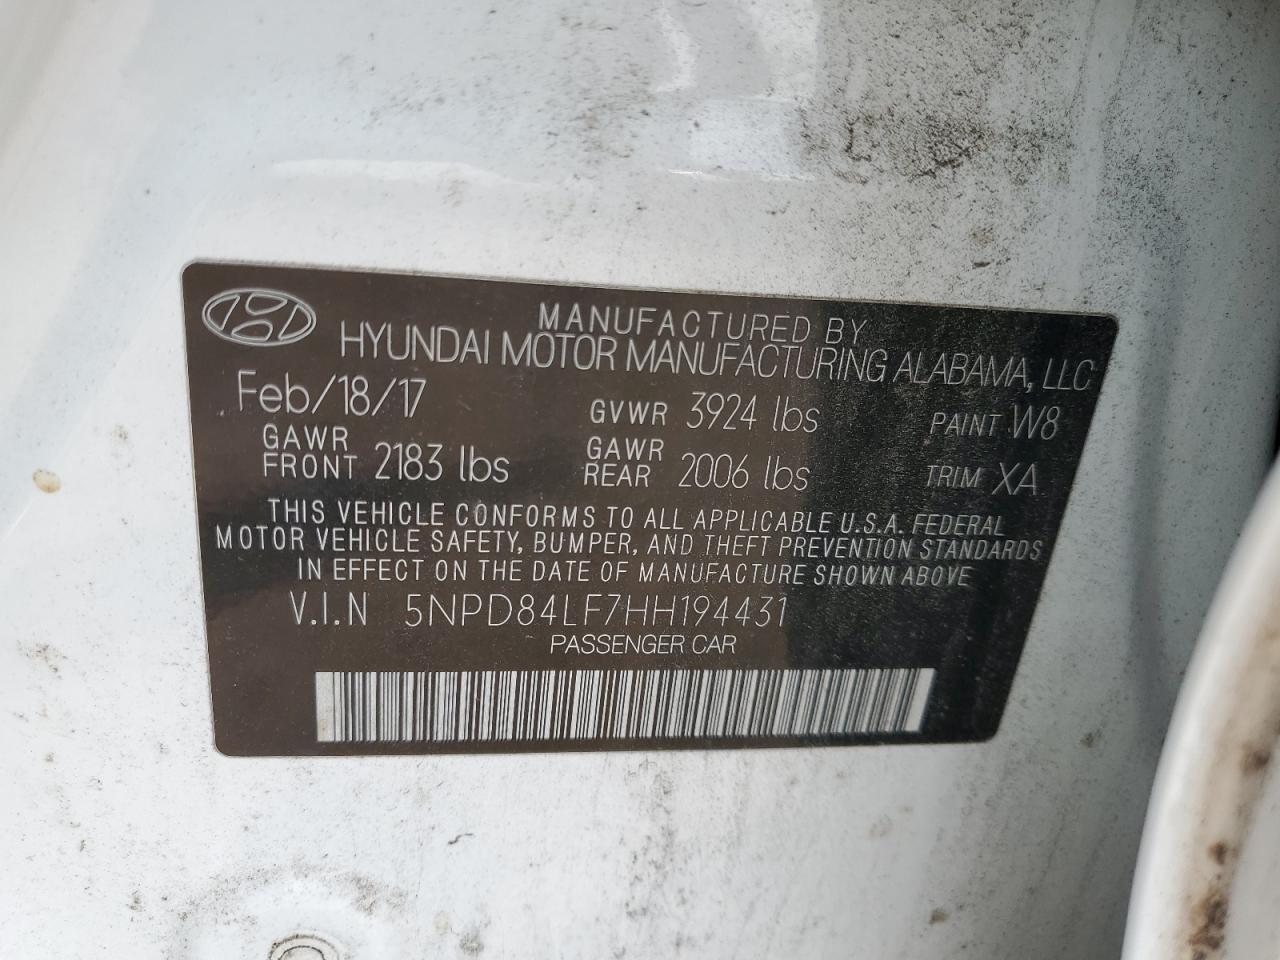 MANUFACTURED BY
HYUNDAI MOTOR MANUFACTURING ALABAMA, LLC
Feb/18/17 GVWR 3924 lbs PAINT W8
GAWR FRONT 2183 lbs GAWR REAR 2006 lbs TRIM XA
THIS VEHICLE CONFORMS TO ALL APPLICABLE U.S.A. FEDERAL
MOTOR VEHICLE SAFETY, BUMPER, AND THEFT PREVENTION STANDARDS
IN EFFECT ON THE DATE OF MANUFACTURE SHOWN ABOVE
V.I.N 5NPD84LF7HH194431
PASSENGER CAR